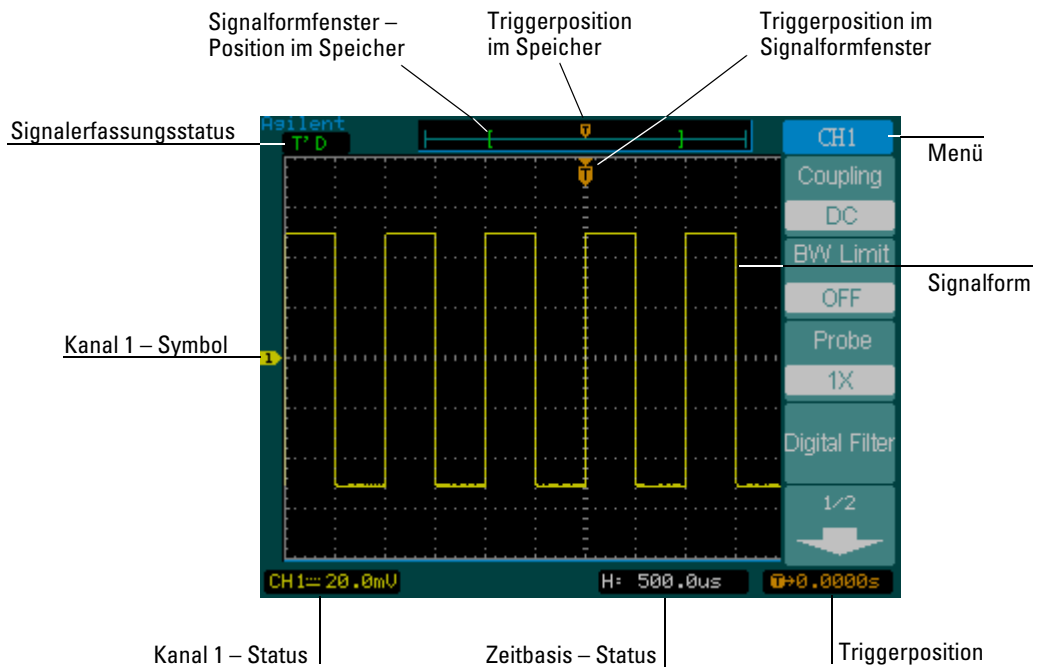 Signalformfenster –
Position im Speicher
Triggerposition
im Speicher
Triggerposition im
Signalformfenster
Signalerfassungsstatus
Agilent
T'D
T
CH1
Menü
T
Coupling
DC
BW Limit
OFF
Signalform
Kanal 1 – Symbol
1
Probe
1X
Digital Filter
1/2
CH1 20.0mV
H: 500.0us
T→0.0000s
Kanal 1 – Status
Zeitbasis – Status
Triggerposition